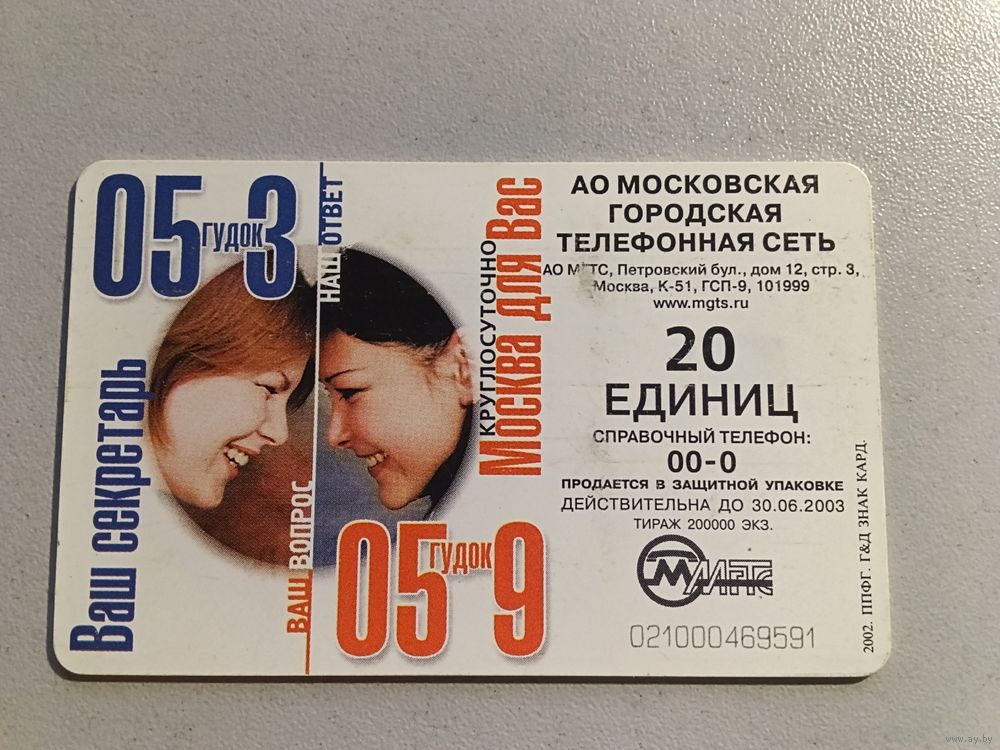 05 гудок 3
Ваш секретарь
ВАШ ВОПРОС
НАШ ОТВЕТ
КРУГЛОСУТОЧНО
Москва для Вас
05 гудок 9
АО МОСКОВСКАЯ
ГОРОДСКАЯ
ТЕЛЕФОННАЯ СЕТЬ
АО МГТС, Петровский бул., дом 12, стр. 3,
Москва, К-51, ГСП-9, 101999
www.mgts.ru
20
ЕДИНИЦ
СПРАВОЧНЫЙ ТЕЛЕФОН:
00-0
ПРОДАЕТСЯ В ЗАЩИТНОЙ УПАКОВКЕ
ДЕЙСТВИТЕЛЬНА ДО 30.06.2003
ТИРАЖ 200000 ЭКЗ.
МГТС
021000469591
2002. ППФГ. Г&Д ЗНАК КАРД.
www.ay.by